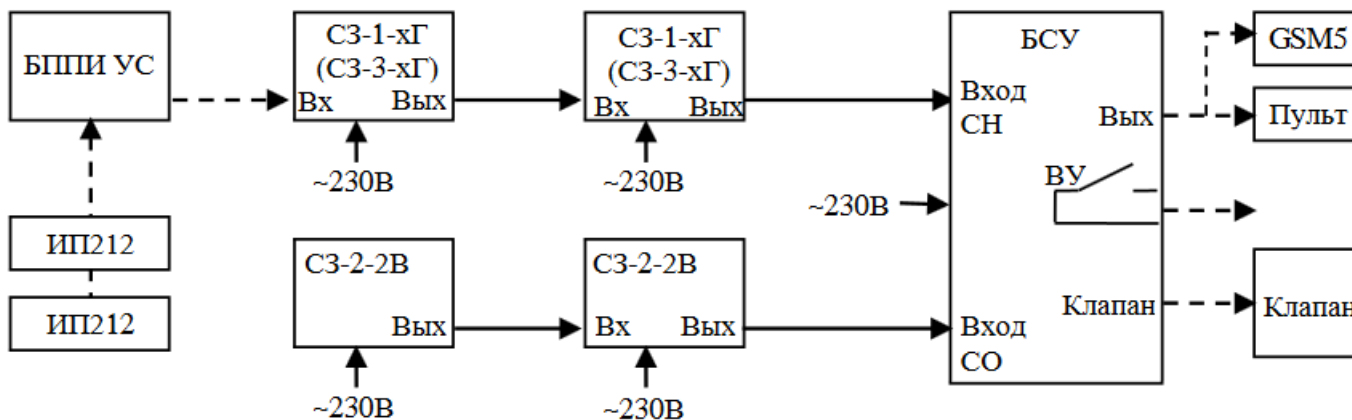 БППИ УС
ИП212
ИП212
СЗ-1-хГ
(СЗ-3-хГ)
Вх Вых
~230В
СЗ-1-хГ
(СЗ-3-хГ)
Вх Вых
~230В
СЗ-2-2В
Вых
~230В
СЗ-2-2В
Вх Вых
~230В
БСУ
Вход
СН
Вых
ВУ
~230В
Клапан
Вход
СО
GSM5
Пульт
Клапан